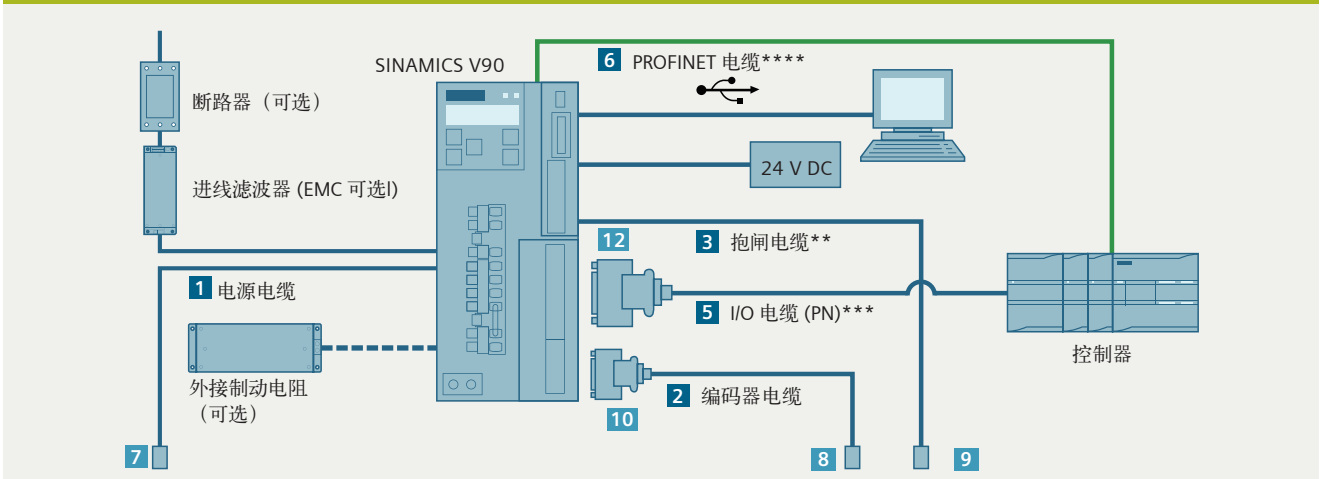 SINAMICS V90
6 PROFINET 电缆****
断路器（可选）
24 V DC
进线滤波器 (EMC 可选l)
12
3 抱闸电缆**
1 电源电缆
5 I/O 电缆 (PN)***
控制器
外接制动电阻
（可选）
2 编码器电缆
10
7
8
9